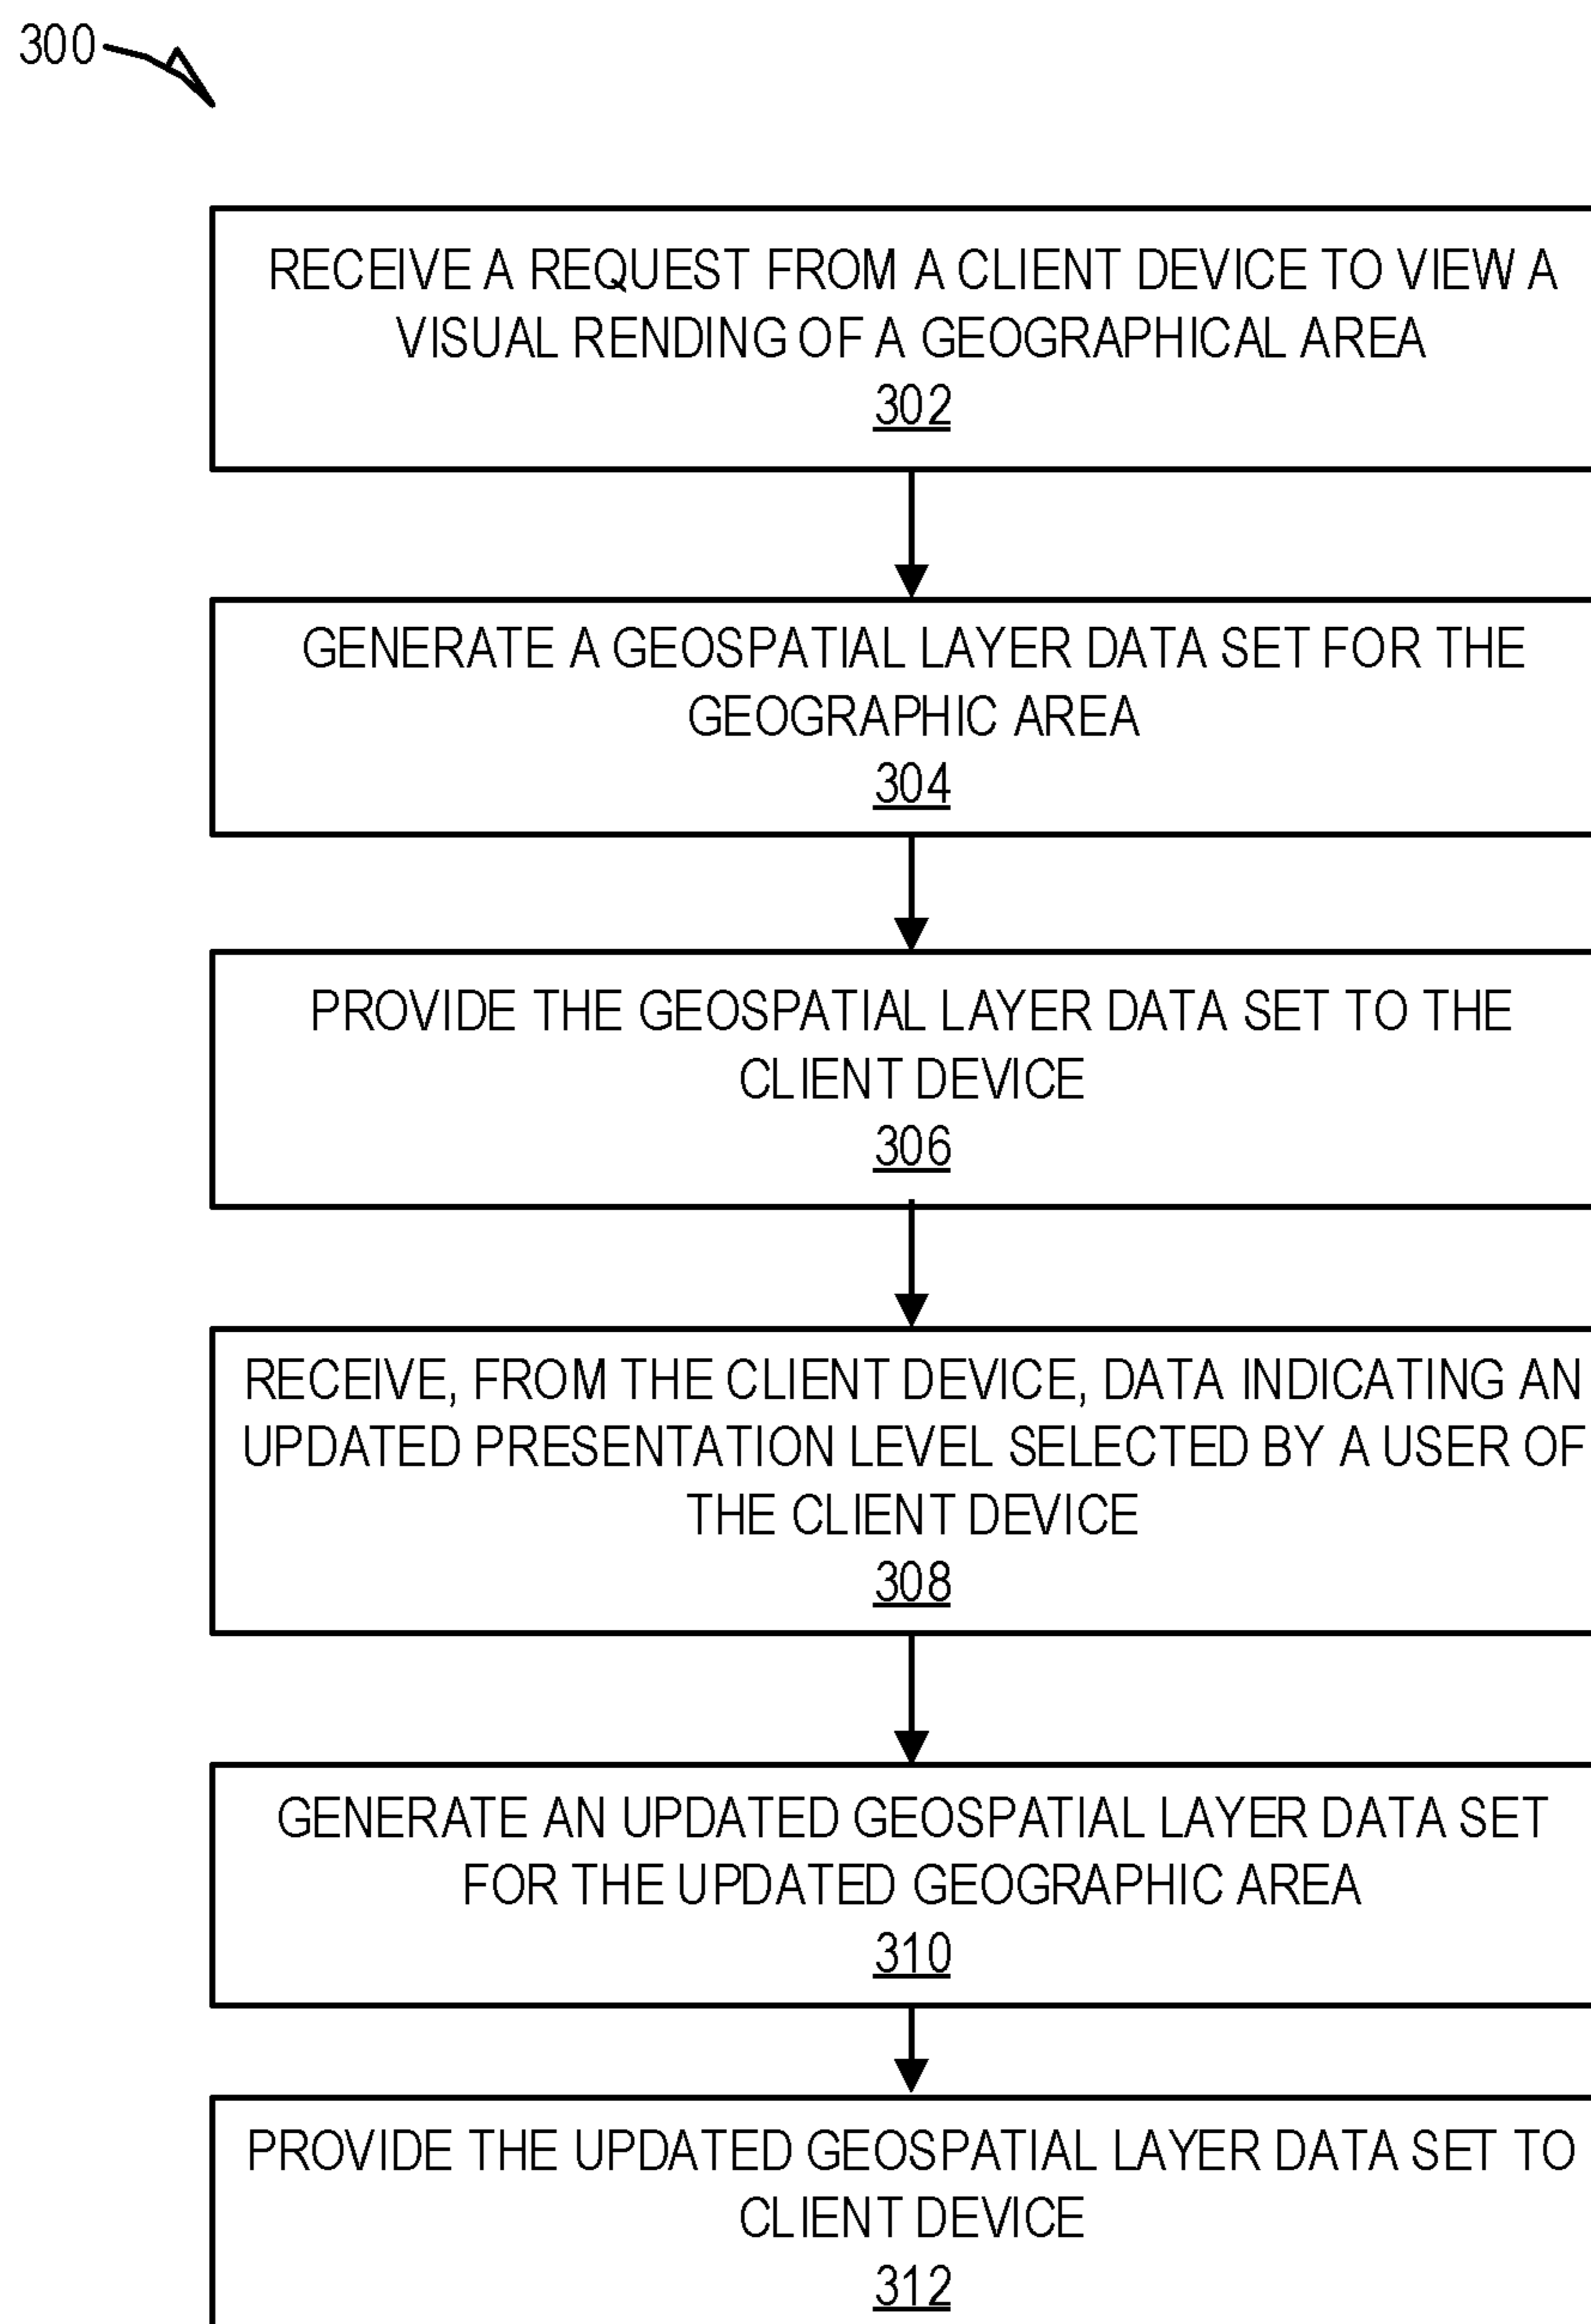 300
RECEIVE A REQUEST FROM A CLIENT DEVICE TO VIEW A
VISUAL RENDING OF A GEOGRAPHICAL AREA
302
GENERATE A GEOSPATIAL LAYER DATA SET FOR THE
GEOGRAPHIC AREA
304
PROVIDE THE GEOSPATIAL LAYER DATA SET TO THE
CLIENT DEVICE
306
RECEIVE, FROM THE CLIENT DEVICE, DATA INDICATING AN
UPDATED PRESENTATION LEVEL SELECTED BY A USER OF
THE CLIENT DEVICE
308
GENERATE AN UPDATED GEOSPATIAL LAYER DATA SET
FOR THE UPDATED GEOGRAPHIC AREA
310
PROVIDE THE UPDATED GEOSPATIAL LAYER DATA SET TO
CLIENT DEVICE
312